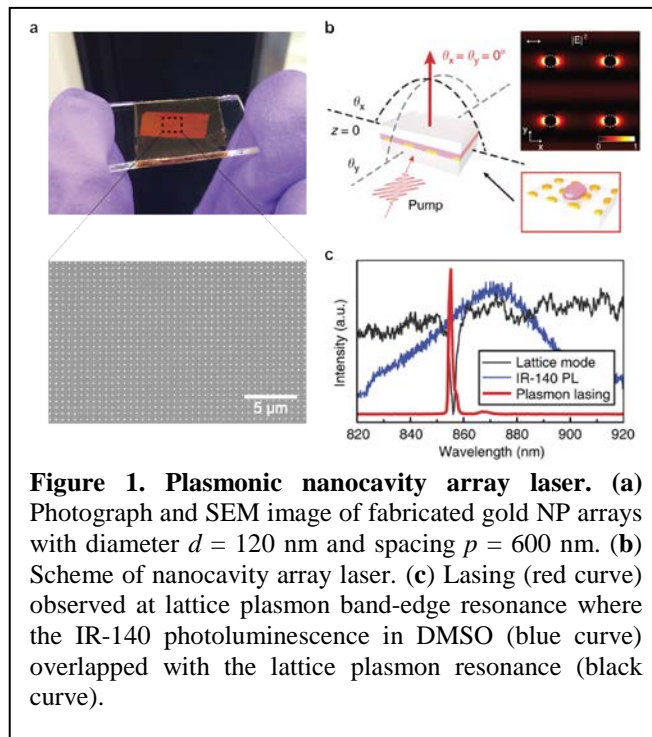 a
5 µm
b
θx = θy = 0°
θx
z = 0
θy
Pump
|E|²
y
x
0 1
c
Intensity (a.u.)
Lattice mode
IR-140 PL
Plasmon lasing
820 840 860 880 900 920
Wavelength (nm)
Figure 1. Plasmonic nanocavity array laser. (a)
Photograph and SEM image of fabricated gold NP arrays
with diameter d = 120 nm and spacing p = 600 nm. (b)
Scheme of nanocavity array laser. (c) Lasing (red curve)
observed at lattice plasmon band-edge resonance where
the IR-140 photoluminescence in DMSO (blue curve)
overlapped with the lattice plasmon resonance (black
curve).